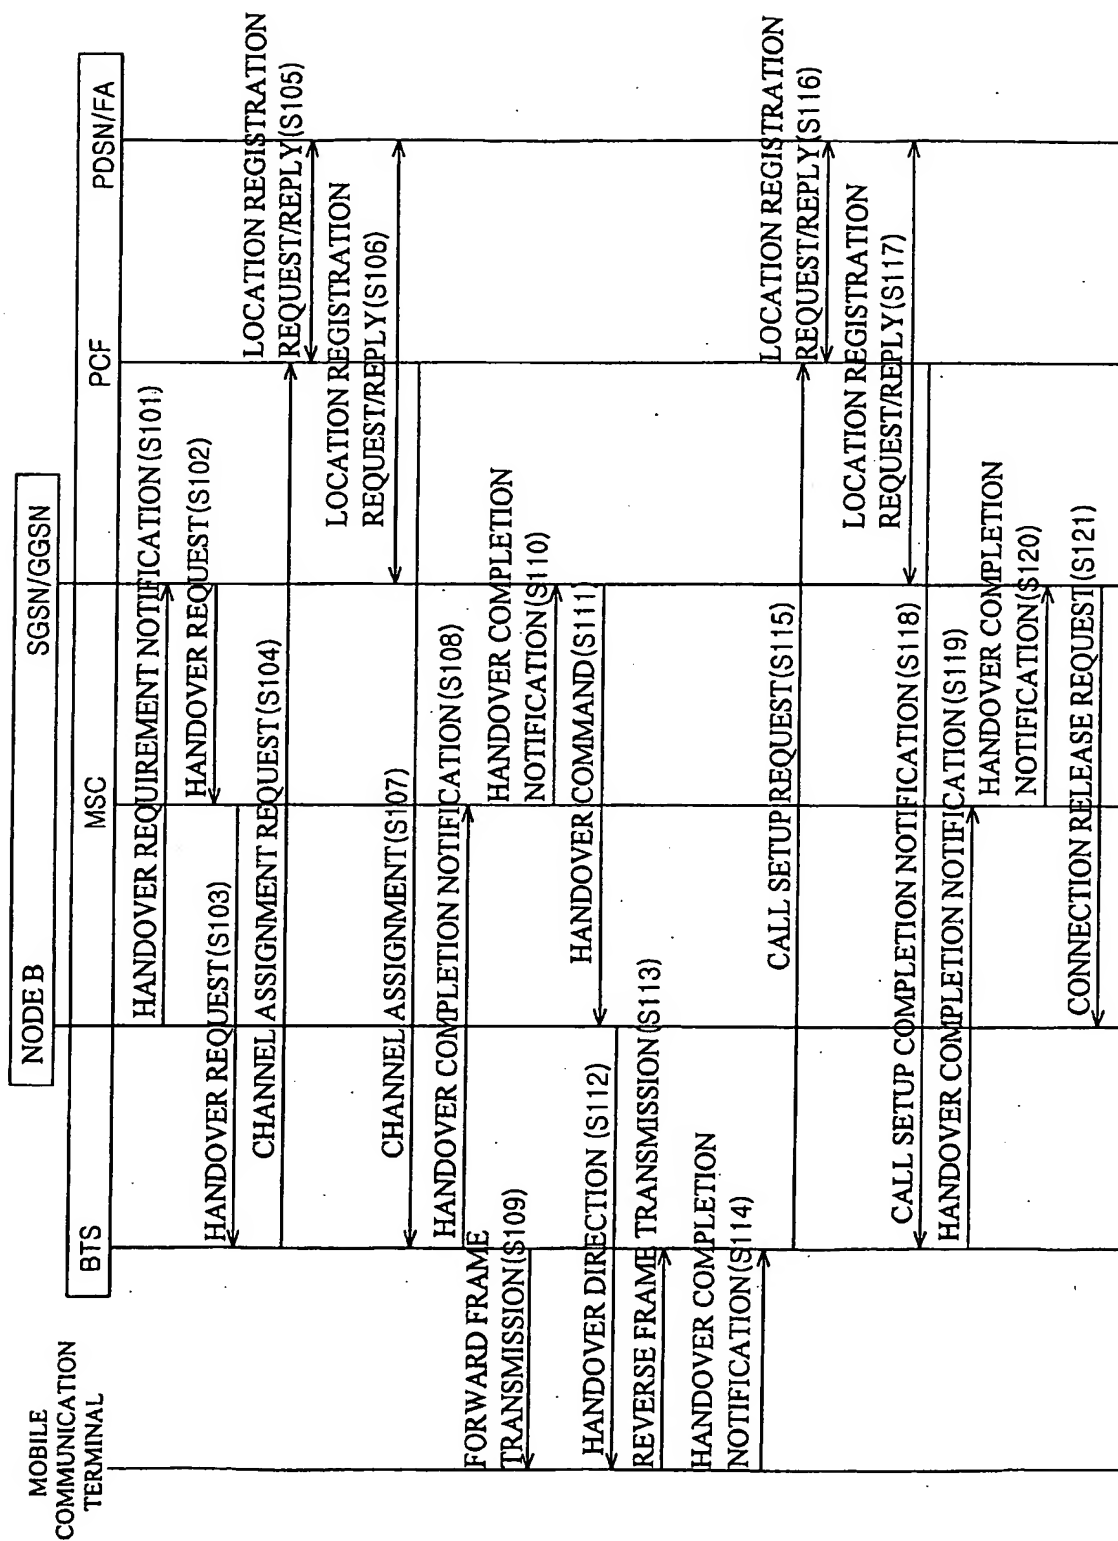 MOBILE
COMMUNICATION
TERMINAL
BTS
NODE B
MSC
SGSN/GGSN
PCF
PDSN/FA
HANDOVER REQUIREMENT NOTIFICATION(S101)
HANDOVER REQUEST(S102)
HANDOVER REQUEST(S103)
CHANNEL ASSIGNMENT REQUEST(S104)
LOCATION REGISTRATION
REQUEST/REPLY(S105)
LOCATION REGISTRATION
REQUEST/REPLY(S106)
CHANNEL ASSIGNMENT(S107)
HANDOVER COMPLETION NOTIFICATION(S108)
FORWARD FRAME
TRANSMISSION(S109)
HANDOVER COMPLETION
NOTIFICATION(S110)
HANDOVER COMMAND(S111)
HANDOVER DIRECTION (S112)
REVERSE FRAME TRANSMISSION(S113)
HANDOVER COMPLETION
NOTIFICATION(S114)
CALL SETUP REQUEST(S115)
LOCATION REGISTRATION
REQUEST/REPLY(S116)
LOCATION REGISTRATION
REQUEST/REPLY(S117)
CALL SETUP COMPLETION NOTIFICATION(S118)
HANDOVER COMPLETION NOTIFICATION(S119)
HANDOVER COMPLETION
NOTIFICATION(S120)
CONNECTION RELEASE REQUEST(S121)